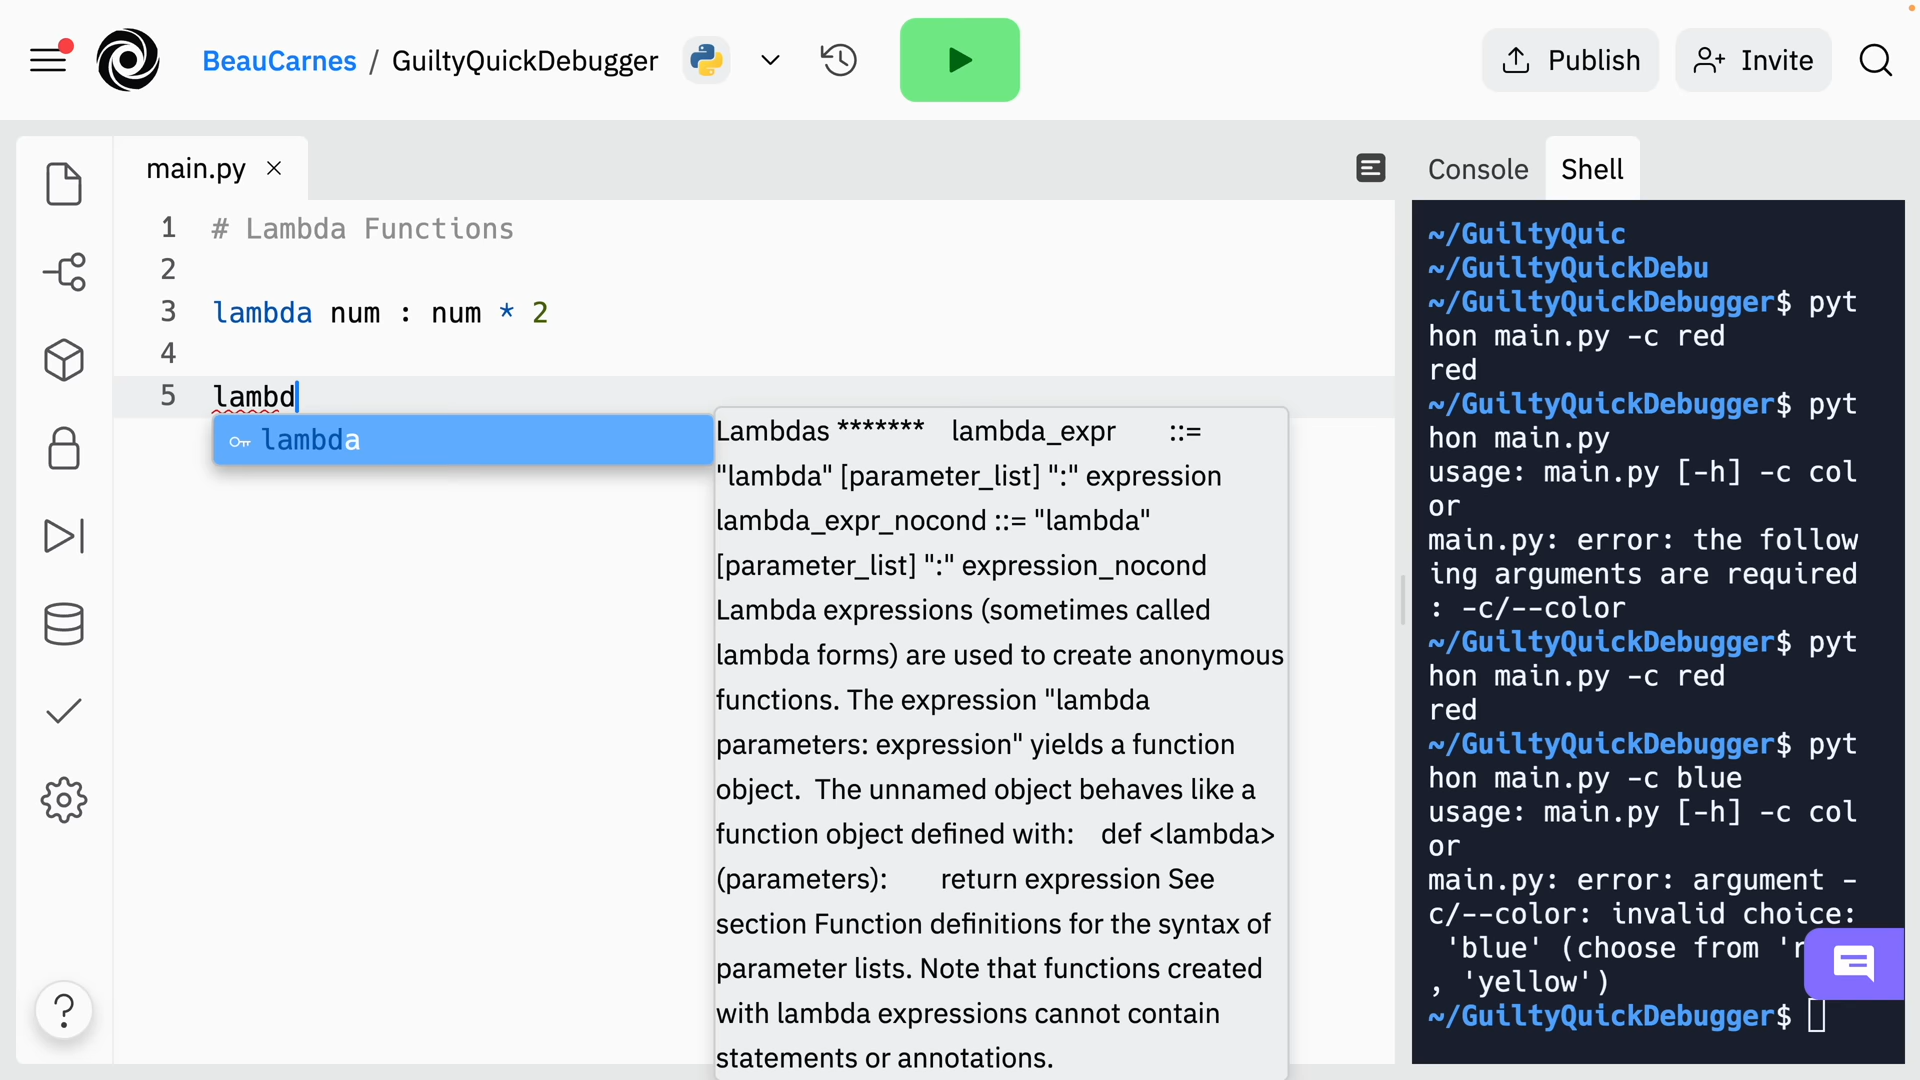 BeauCarnes / GuiltyQuickDebugger
Publish
Invite
main.py
Console
Shell
1 # Lambda Functions
2
3 lambda num : num * 2
4
5 lambd
lambda
Lambdas ******* lambda_expr ::=
"lambda" [parameter_list] ":" expression
lambda_expr_nocond ::= "lambda"
[parameter_list] ":" expression_nocond
Lambda expressions (sometimes called
lambda forms) are used to create anonymous
functions. The expression "lambda
parameters: expression" yields a function
object. The unnamed object behaves like a
function object defined with: def <lambda>
(parameters): return expression See
section Function definitions for the syntax of
parameter lists. Note that functions created
with lambda expressions cannot contain
statements or annotations.
~/GuiltyQuic
~/GuiltyQuickDebu
~/GuiltyQuickDebugger$ pyt
hon main.py -c red
red
~/GuiltyQuickDebugger$ pyt
hon main.py
usage: main.py [-h] -c col
or
main.py: error: the follow
ing arguments are required
: -c/--color
~/GuiltyQuickDebugger$ pyt
hon main.py -c red
red
~/GuiltyQuickDebugger$ pyt
hon main.py -c blue
usage: main.py [-h] -c col
or
main.py: error: argument -
c/--color: invalid choice:
'blue' (choose from '
, 'yellow')
~/GuiltyQuickDebugger$
?